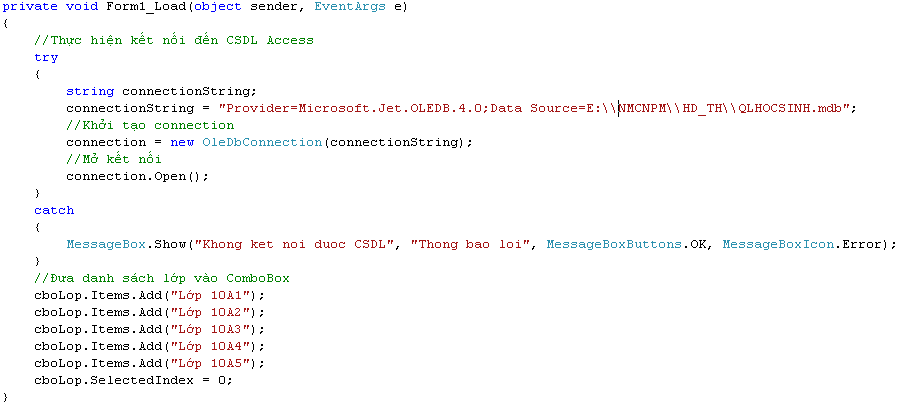 private void Form1_Load(object sender, EventArgs e)
{
    //Thực hiện kết nối đến CSDL Access
    try
    {
        string connectionString;
        connectionString = "Provider=Microsoft.Jet.OLEDB.4.0;Data Source=E:\\NMCNPM\\HD_TH\\QLHOCSINH.mdb";
        //Khởi tạo connection
        connection = new OleDbConnection(connectionString);
        //Mở kết nối
        connection.Open();
    }
    catch
    {
        MessageBox.Show("Khong ket noi duoc CSDL", "Thong bao loi", MessageBoxButtons.OK, MessageBoxIcon.Error);
    }
    //Đưa danh sách lớp vào ComboBox
    cboLop.Items.Add("Lớp 10A1");
    cboLop.Items.Add("Lớp 10A2");
    cboLop.Items.Add("Lớp 10A3");
    cboLop.Items.Add("Lớp 10A4");
    cboLop.Items.Add("Lớp 10A5");
    cboLop.SelectedIndex = 0;
}